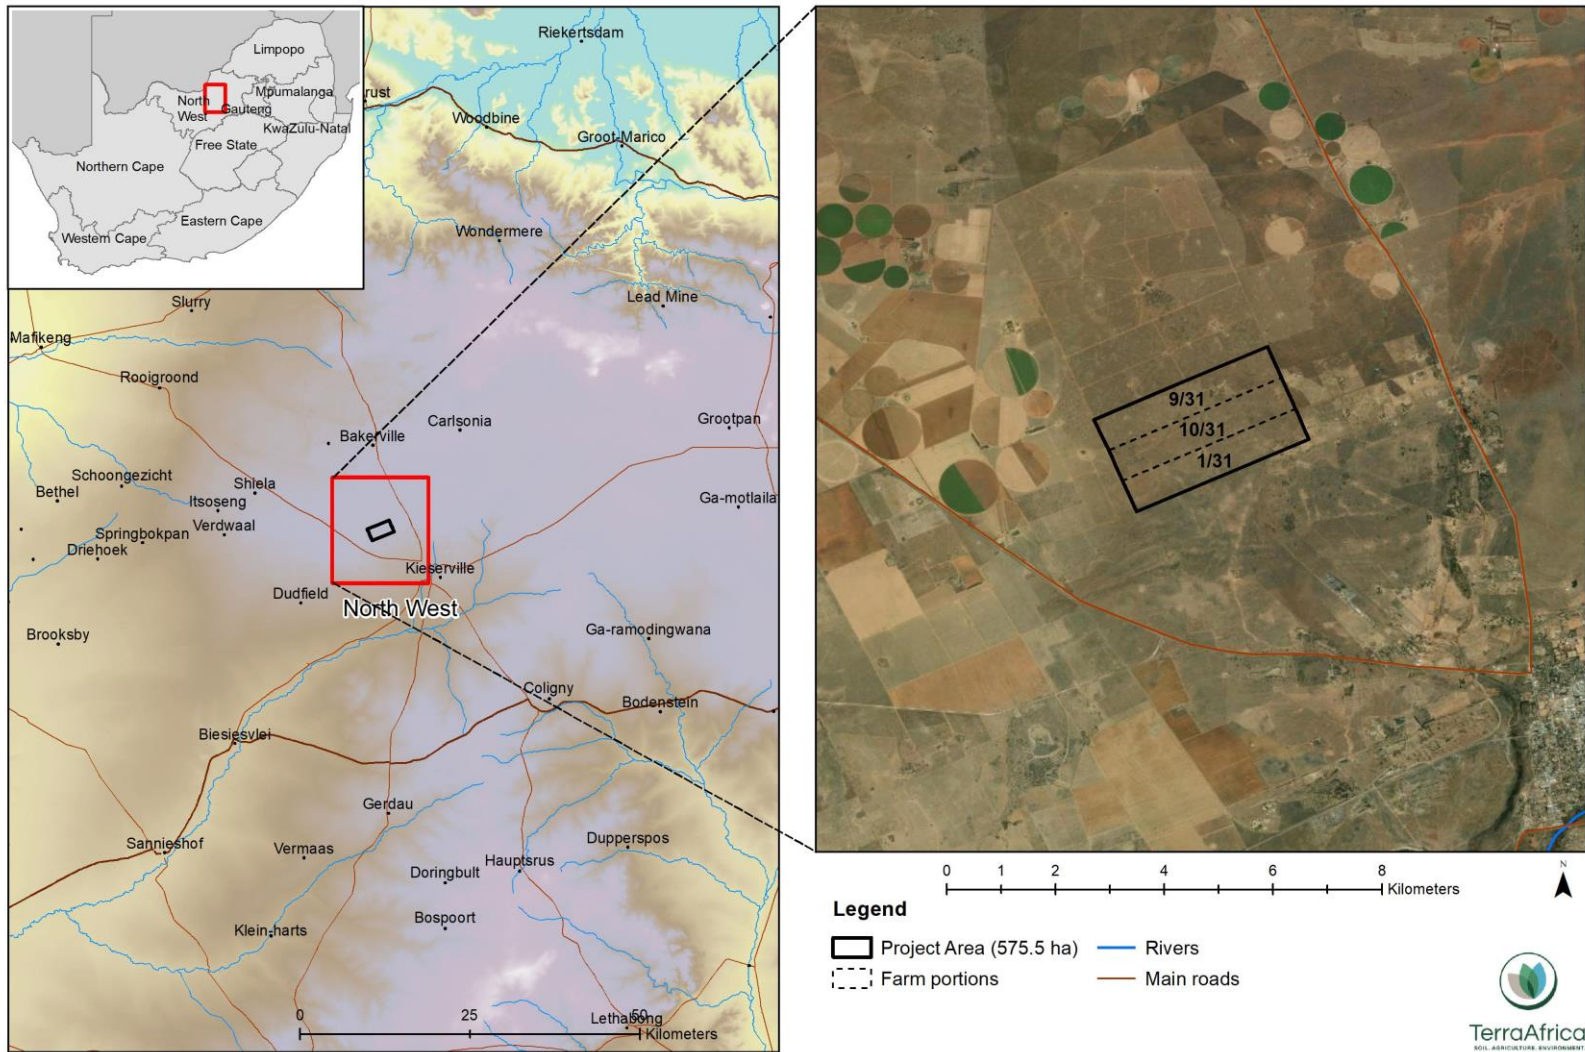 Limpopo
North
West
Mpumalanga
Gauteng
KwaZulu-Natal
Free State
Northern Cape
Eastern Cape
Western Cape
Riekertsdam
rust
Woodbine
Groot-Marico
Wondermere
Lead Mine
Slurry
Mafikeng
Rooigroond
Carlsonia
Grootpan
Bakerville
Schoongezicht
Shiela
Bethel
Itsoseng
Ga-motlaila
Verdwaal
Springbokpan
Driehoek
Kieserville
Dudfield
North West
Brooksby
Ga-ramodingwana
Coligny
Bodenstein
Biesiesvlei
Gerdau
Sannieshof
Vermaas
Dupperspos
Hauptsrus
Doringbult
Bospoort
Klein-harts
Lethabong
0 25 50
Kilometers
9/31
10/31
1/31
0 1 2 4 6 8
Kilometers
N
Legend
Project Area (575.5 ha)
Rivers
Farm portions
Main roads
TerraAfrica
SOIL. AGRICULTURE. ENVIRONMENT.